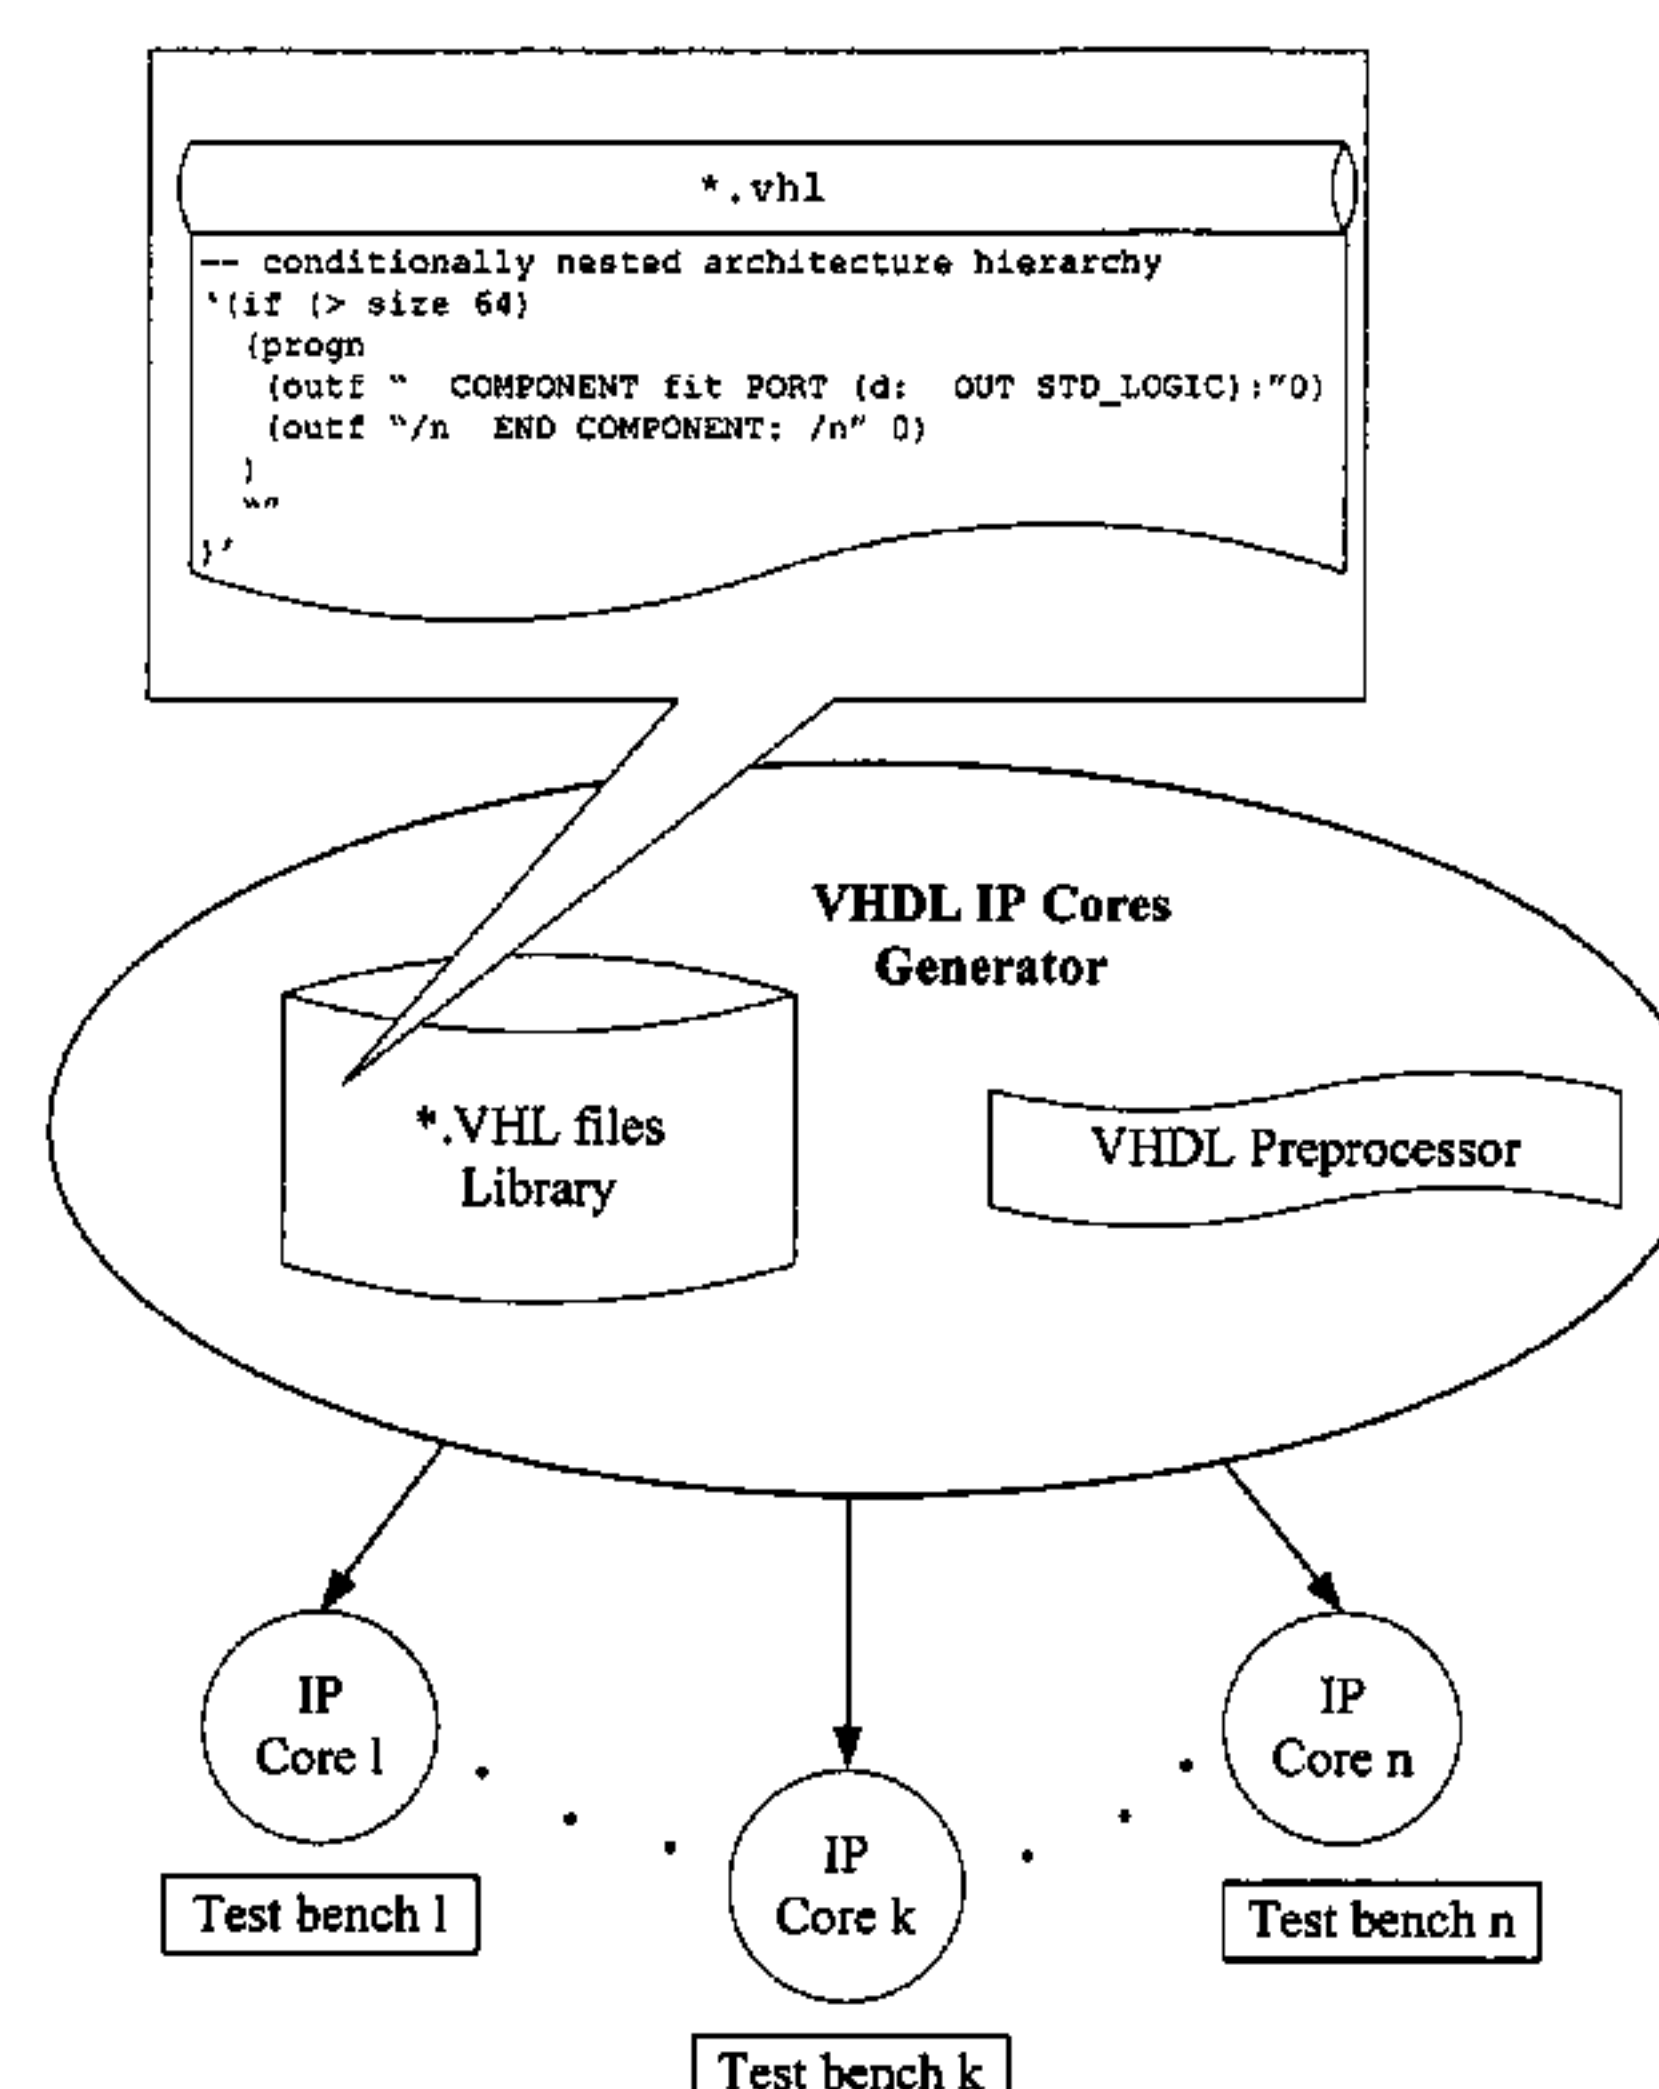 *.vhl
-- conditionally nested architecture hierarchy
‘(if (> size 64)
(progn
(outf “ COMPONENT fit PORT (d: OUT STD_LOGIC);”0)
(outf “/n END COMPONENT; /n” 0)
)
“”
)’
VHDL IP Cores
Generator
*.VHL files
Library
VHDL Preprocessor
IP
Core l
IP
Core k
IP
Core n
Test bench l
Test bench k
Test bench n